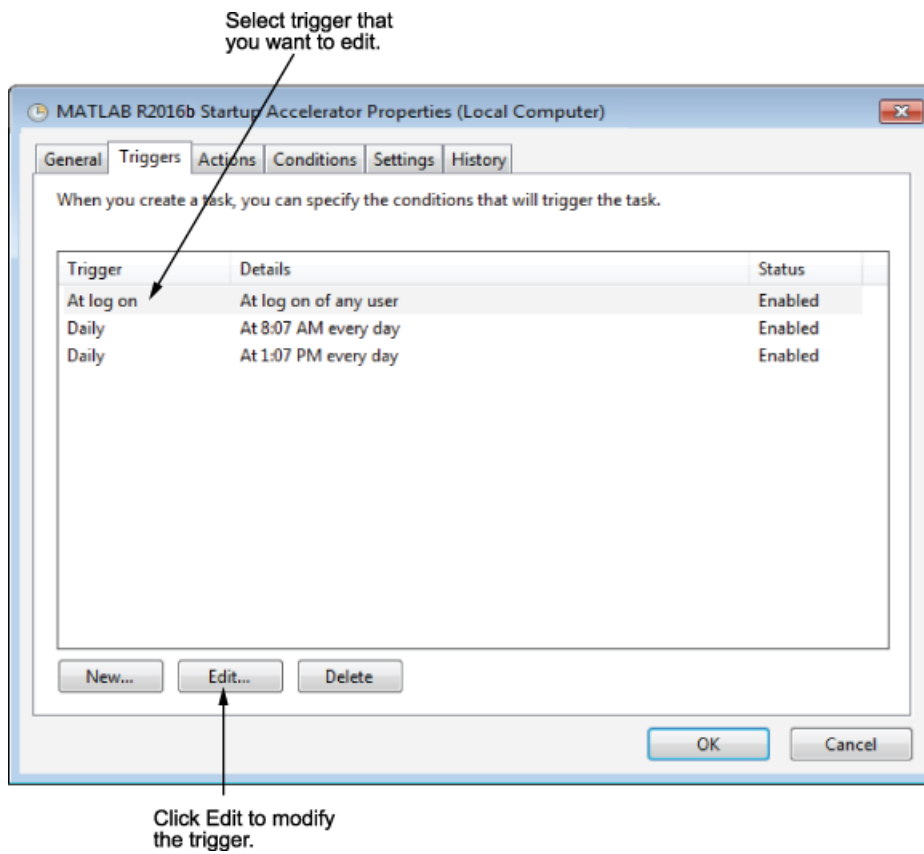 Select trigger that
you want to edit.
MATLAB R2016b Startup Accelerator Properties (Local Computer)
General Triggers Actions Conditions Settings History
When you create a task, you can specify the conditions that will trigger the task.
Trigger Details Status
At log on At log on of any user Enabled
Daily At 8:07 AM every day Enabled
Daily At 1:07 PM every day Enabled
New... Edit... Delete
OK Cancel
Click Edit to modify
the trigger.